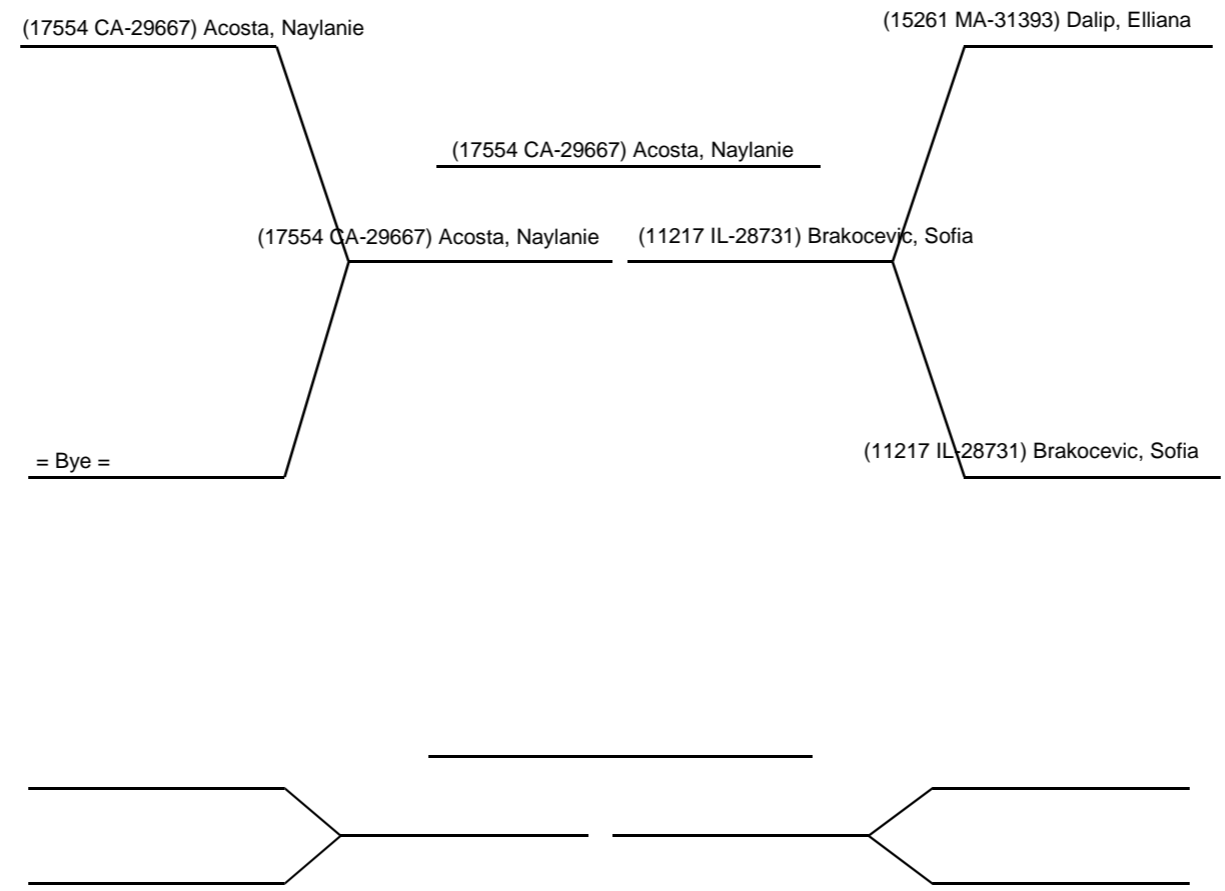 (17554 CA-29667) Acosta, Naylanie
(15261 MA-31393) Dalip, Elliana
(17554 CA-29667) Acosta, Naylanie
(17554 CA-29667) Acosta, Naylanie
(11217 IL-28731) Brakocevic, Sofia
= Bye =
(11217 IL-28731) Brakocevic, Sofia